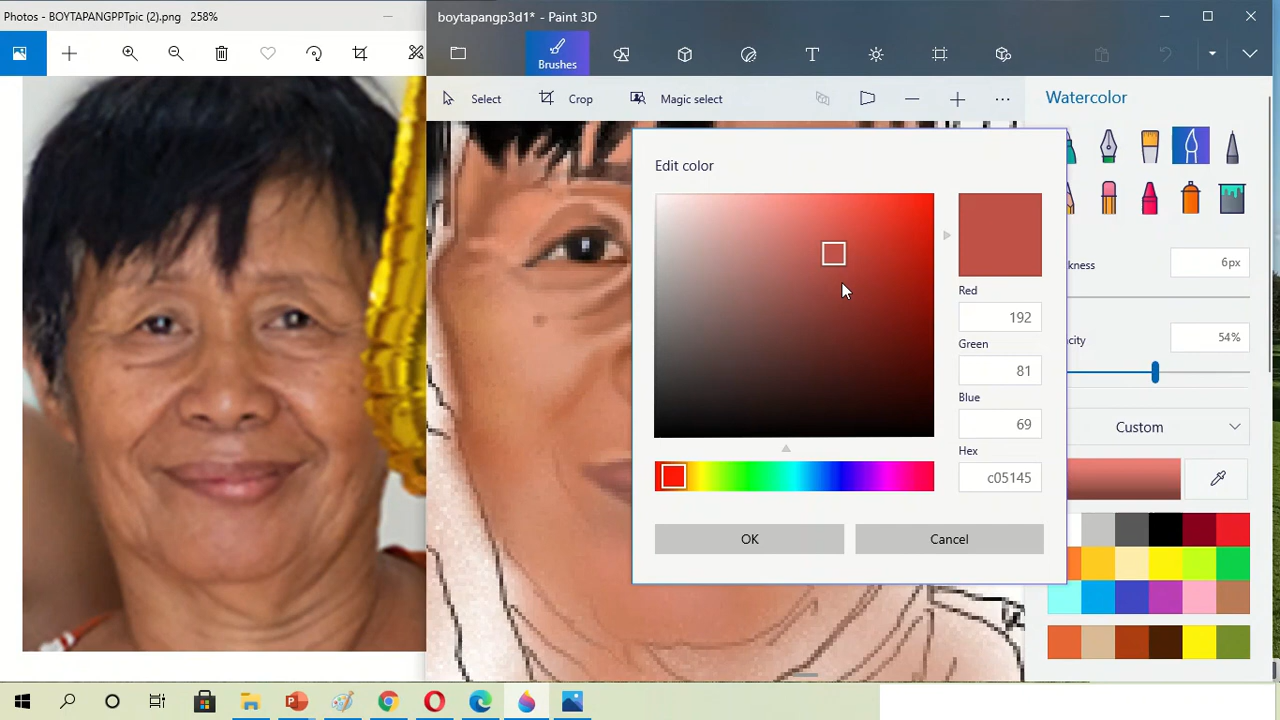 Photos - BOYTAPANGPPTpic (2).png  258%
boytapangp3d1* - Paint 3D
Brushes
Select
Crop
Magic select
Watercolor
Edit color
kness
6px
Red
192
Green
81
acity
54%
Blue
69
Custom
Hex
c05145
OK
Cancel